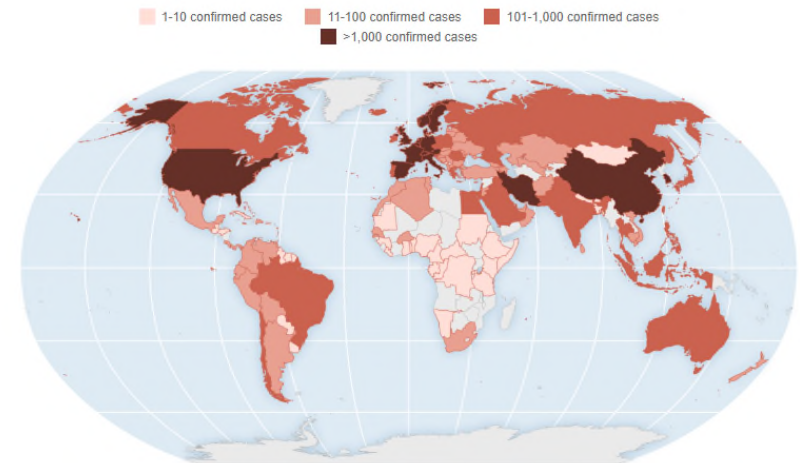 1-10 confirmed cases 11-100 confirmed cases 101-1,000 confirmed cases
>1,000 confirmed cases